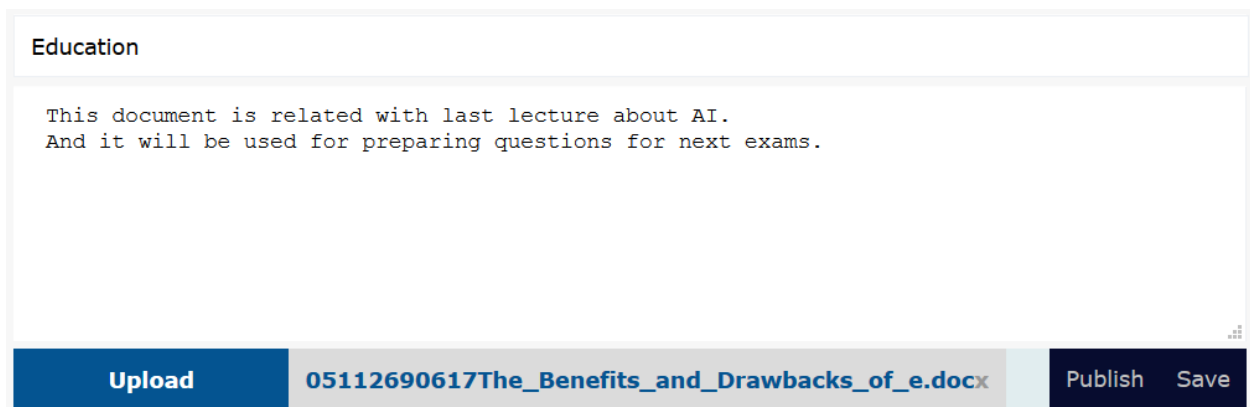 Education
This document is related with last lecture about AI.
And it will be used for preparing questions for next exams.
Upload 05112690617The_Benefits_and_Drawbacks_of_e.docx Publish Save